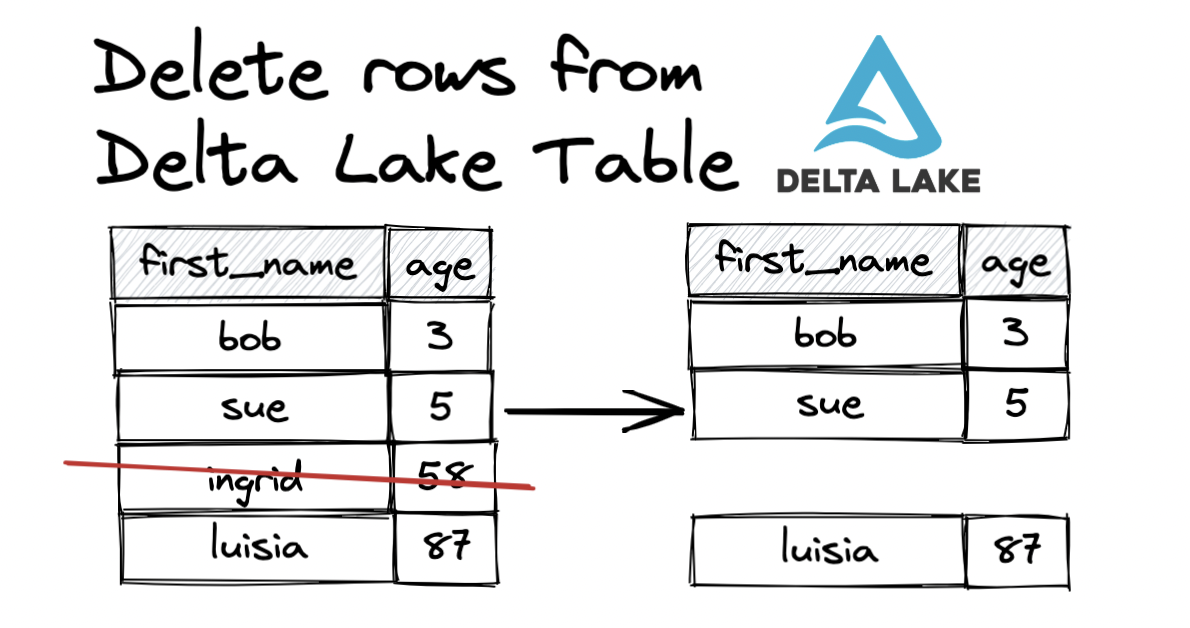 Delete rows from
Delta Lake Table
DELTA LAKE
first_name age
bob 3
sue 5
ingrid 58
luisia 87
first_name age
bob 3
sue 5
luisia 87